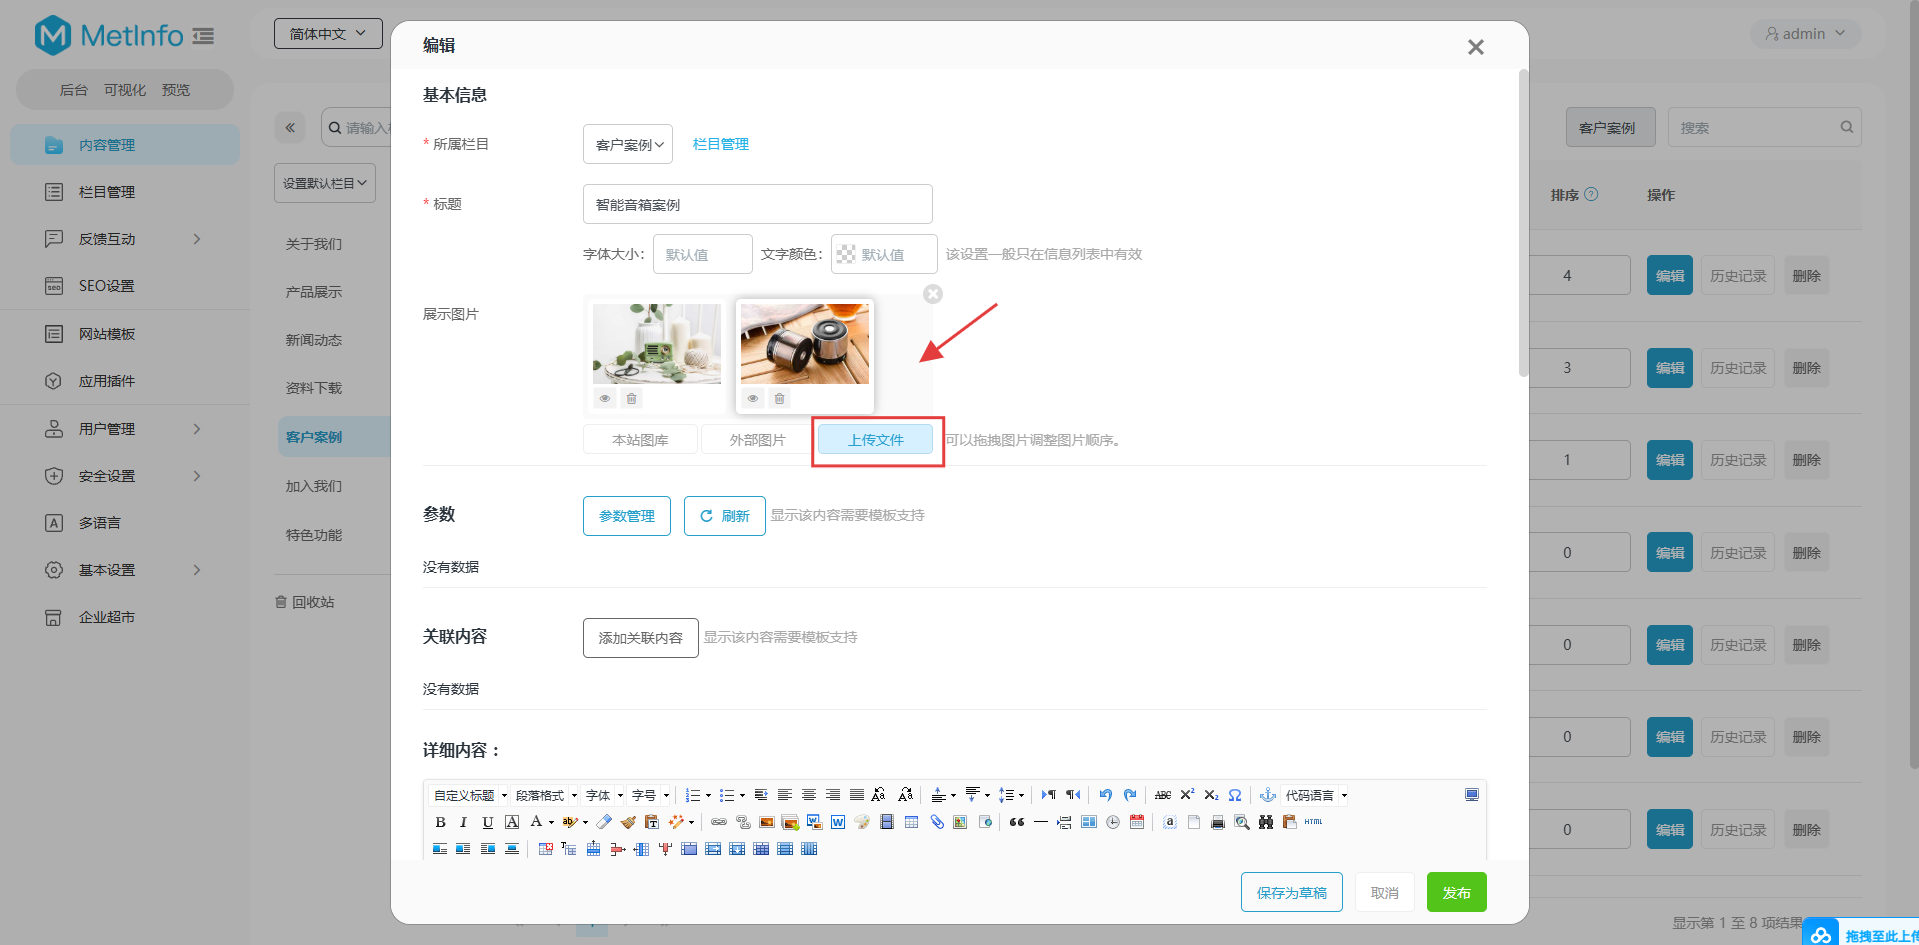 MetInfo
简体中文
admin
后台 可视化 预览
内容管理
栏目管理
反馈互动
SEO设置
网站模板
应用插件
用户管理
安全设置
多语言
基本设置
企业超市
请输入
设置默认栏目
关于我们
产品展示
新闻动态
资料下载
客户案例
加入我们
特色功能
回收站
编辑
基本信息
* 所属栏目
客户案例
栏目管理
* 标题
智能音箱案例
字体大小: 默认值 文字颜色: 默认值 该设置一般只在信息列表中有效
展示图片
本站图库 外部图片 上传文件 可以拖拽图片调整图片顺序。
参数 参数管理 刷新 显示该内容需要模板支持
没有数据
关联内容 添加关联内容 显示该内容需要模板支持
没有数据
详细内容：
自定义标题 段落格式 字体 字号 ABC X² X₂ Ω 代码语言
B I U A A HTML
保存为草稿 取消 发布
客户案例 搜索
排序 操作
4 编辑 历史记录 删除
3 编辑 历史记录 删除
1 编辑 历史记录 删除
0 编辑 历史记录 删除
0 编辑 历史记录 删除
0 编辑 历史记录 删除
0 编辑 历史记录 删除
显示第 1 至 8 项结果
拖拽至此上传